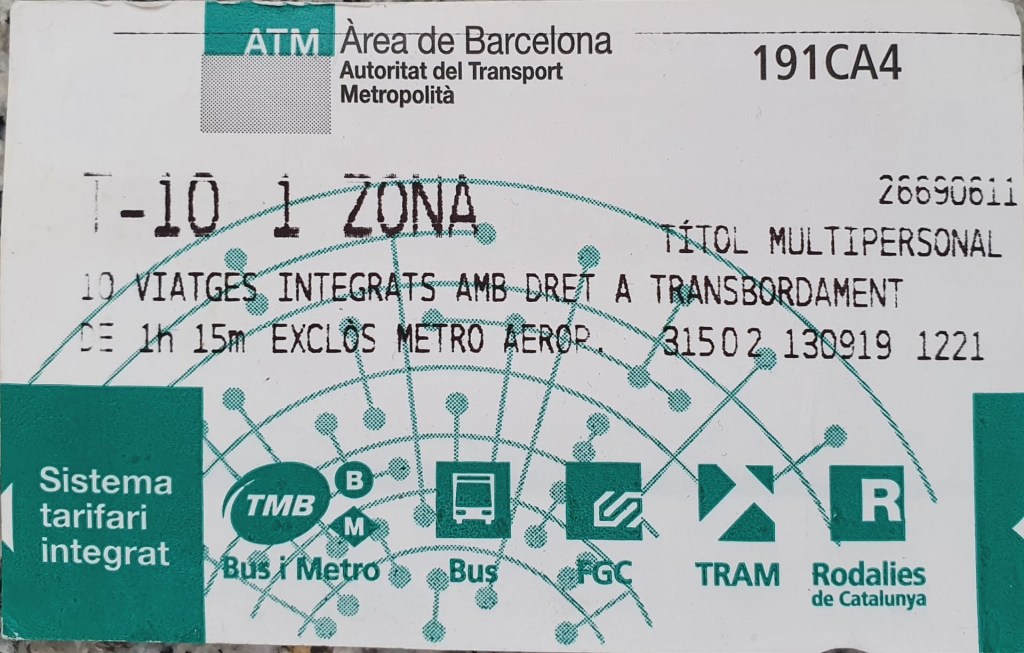 ATM Àrea de Barcelona
Autoritat del Transport
Metropolità
191CA4
T-10 1 ZONA
26690611
TÍTOL MULTIPERSONAL
10 VIATGES INTEGRATS AMB DRET A TRANSBORDAMENT
DE 1h 15m EXCLÒS METRO AEROP. 31502 130919 1221
Sistema
tarifari
integrat
TMB B
M
R
Bus i Metro Bus FGC TRAM Rodalies
de Catalunya